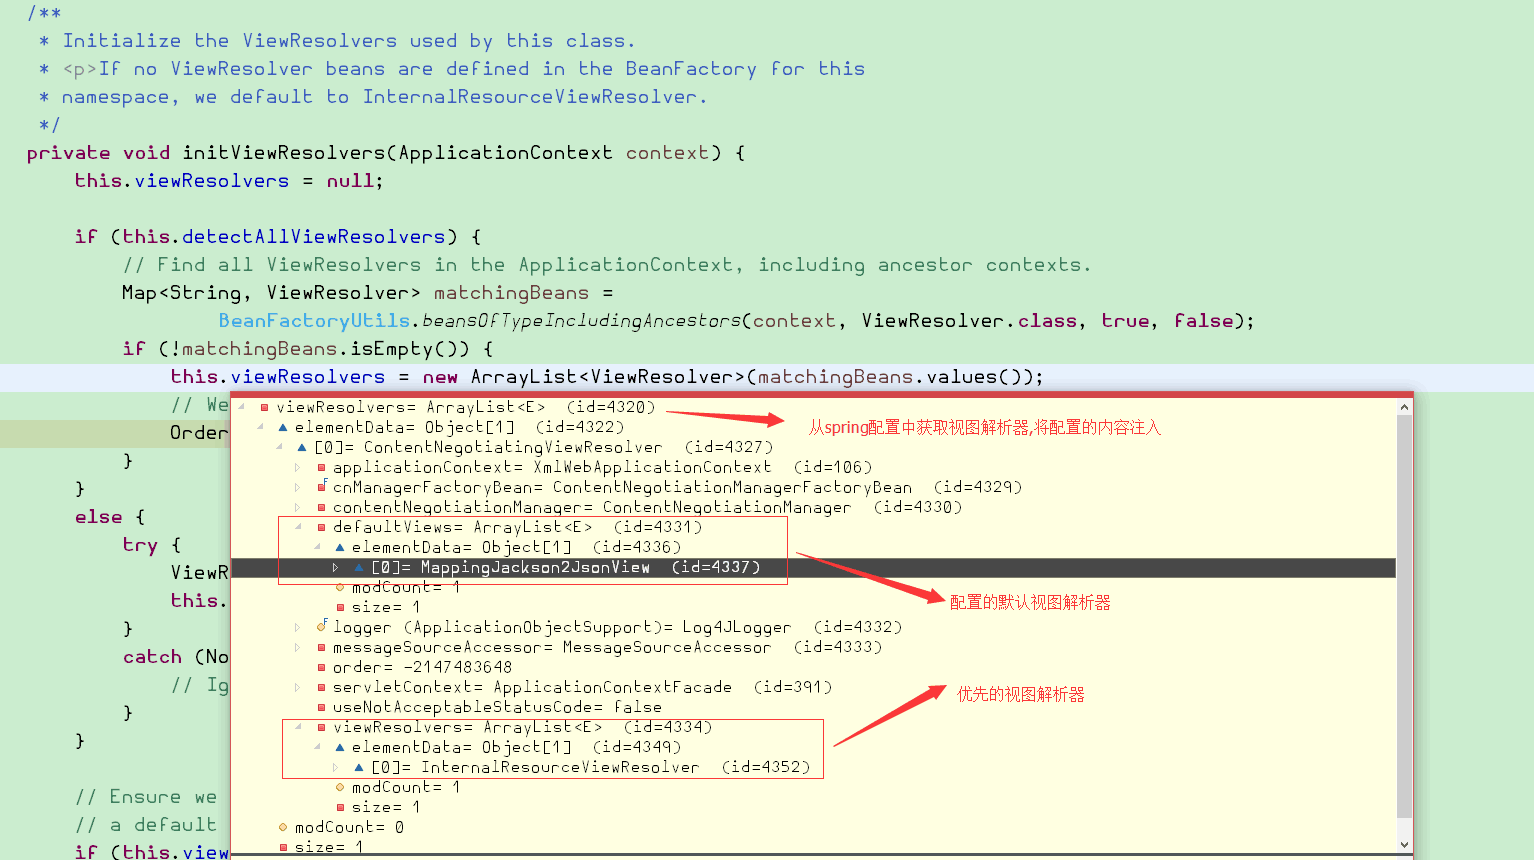 /**
* Initialize the ViewResolvers used by this class.
* <p>If no ViewResolver beans are defined in the BeanFactory for this
* namespace, we default to InternalResourceViewResolver.
*/
private void initViewResolvers(ApplicationContext context) {
this.viewResolvers = null;
if (this.detectAllViewResolvers) {
// Find all ViewResolvers in the ApplicationContext, including ancestor contexts.
Map<String, ViewResolver> matchingBeans =
BeanFactoryUtils.beansOfTypeIncludingAncestors(context, ViewResolver.class, true, false);
if (!matchingBeans.isEmpty()) {
this.viewResolvers = new ArrayList<ViewResolver>(matchingBeans.values());
// We
Order
}
}
else {
try {
ViewR
this.
}
catch (No
// Ig
}
}
// Ensure we
// a default
if (this.view
viewResolvers= ArrayList<E> (id=4320)
从spring配置中获取视图解析器,将配置的内容注入
elementData= Object[1] (id=4322)
[0]= ContentNegotiatingViewResolver (id=4327)
applicationContext= XmlWebApplicationContext (id=106)
cnManagerFactoryBean= ContentNegotiationManagerFactoryBean (id=4329)
contentNegotiationManager= ContentNegotiationManager (id=4330)
defaultViews= ArrayList<E> (id=4331)
elementData= Object[1] (id=4336)
[0]= MappingJackson2JsonView (id=4337)
modCount= 1
配置的默认视图解析器
size= 1
logger (ApplicationObjectSupport)= Log4JLogger (id=4332)
messageSourceAccessor= MessageSourceAccessor (id=4333)
order= -2147483648
servletContext= ApplicationContextFacade (id=391)
优先的视图解析器
useNotAcceptableStatusCode= false
viewResolvers= ArrayList<E> (id=4334)
elementData= Object[1] (id=4349)
[0]= InternalResourceViewResolver (id=4352)
modCount= 1
size= 1
modCount= 0
size= 1